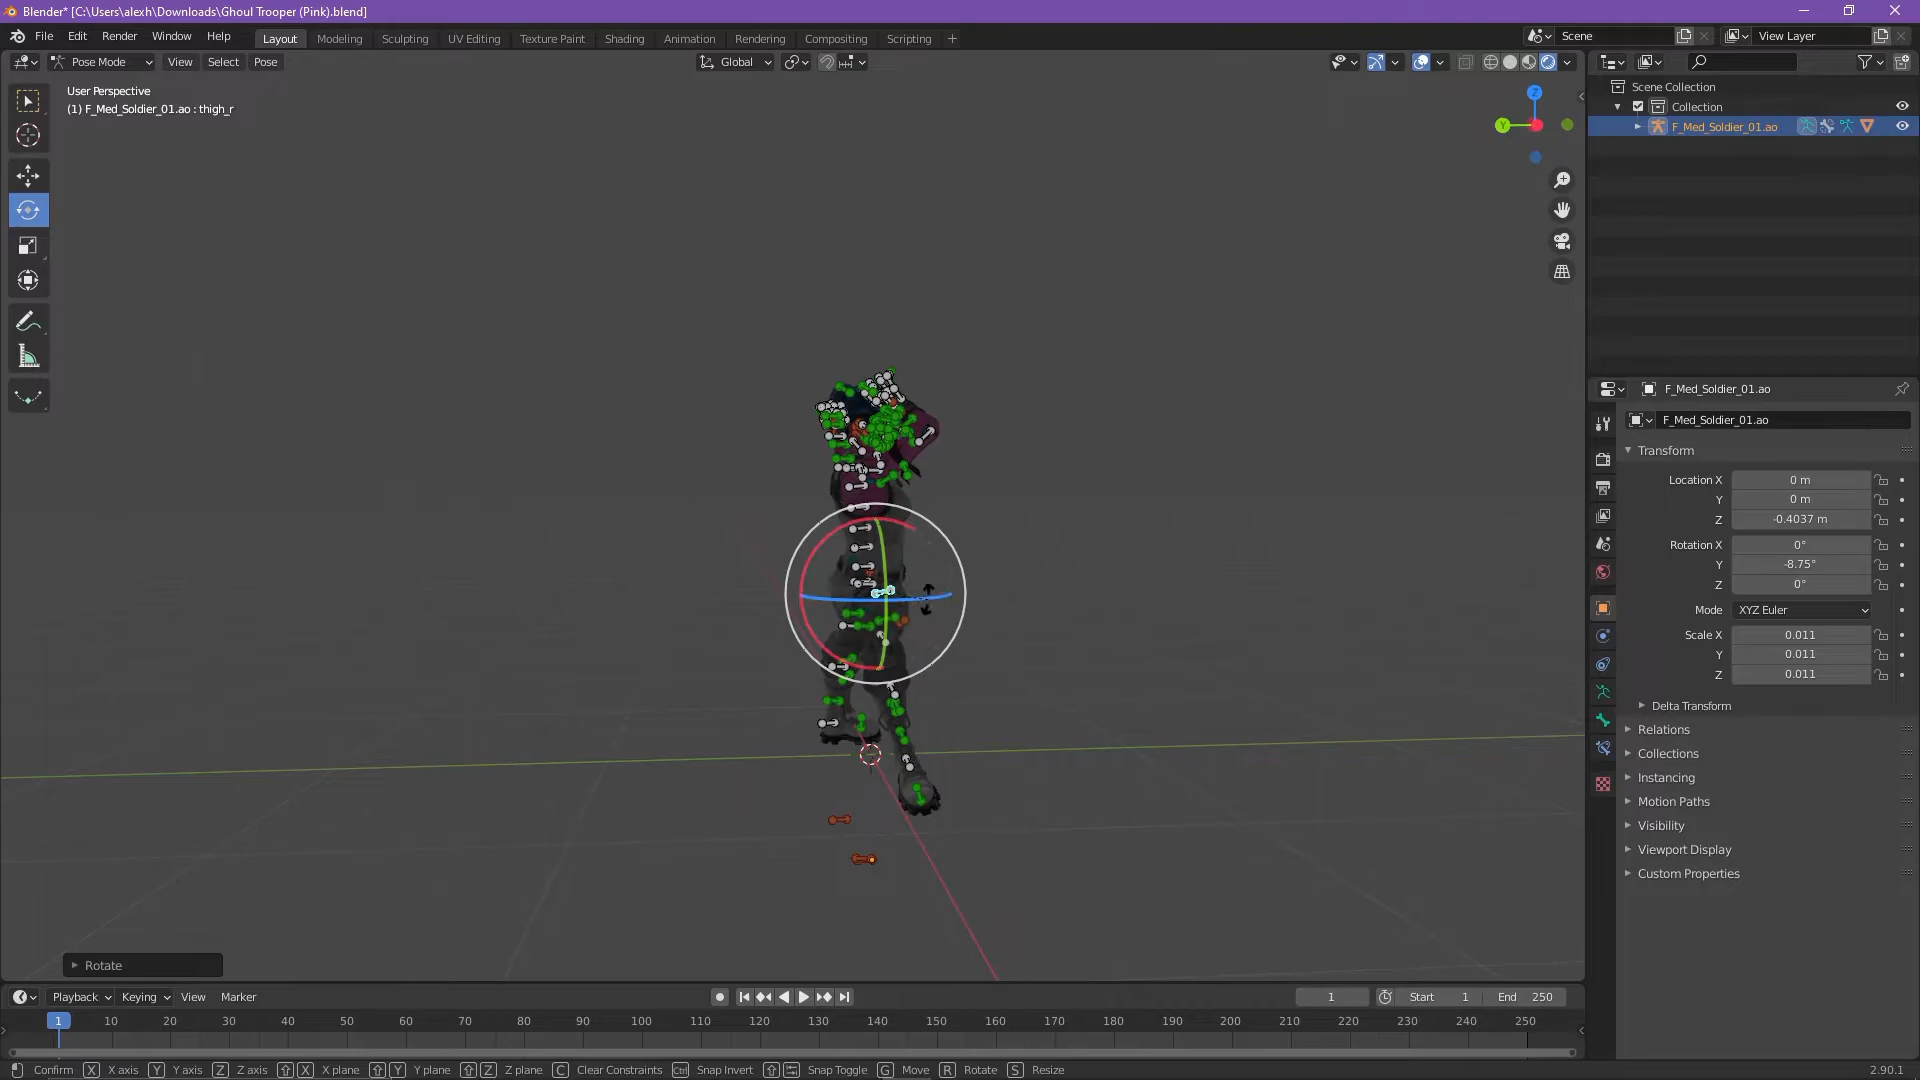 Blender* [C:\Users\alexh\Downloads\Ghoul Trooper (Pink).blend]
File Edit Render Window Help Layout Modeling Sculpting UV Editing Texture Paint Shading Animation Rendering Compositing Scripting + Scene View Layer
Pose Mode View Select Pose Global
User Perspective
(1) F_Med_Soldier_01.ao : thigh_r
Z
Y
Scene Collection
Collection
F_Med_Soldier_01.ao
F_Med_Soldier_01.ao
F_Med_Soldier_01.ao
Transform
Location X 0 m
Y 0 m
Z -0.4037 m
Rotation X 0°
Y -8.75°
Z 0°
Mode XYZ Euler
Scale X 0.011
Y 0.011
Z 0.011
Delta Transform
Relations
Collections
Instancing
Motion Paths
Visibility
Viewport Display
Custom Properties
Rotate
Playback Keying View Marker 1 Start 1 End 250
1 10 20 30 40 50 60 70 80 90 100 110 120 130 140 150 160 170 180 190 200 210 220 230 240 250
Confirm X X axis Y Y axis Z Z axis X X plane Y Y plane Z Z plane C Clear Constraints Ctrl Snap Invert Snap Toggle G Move R Rotate S Resize 2.90.1